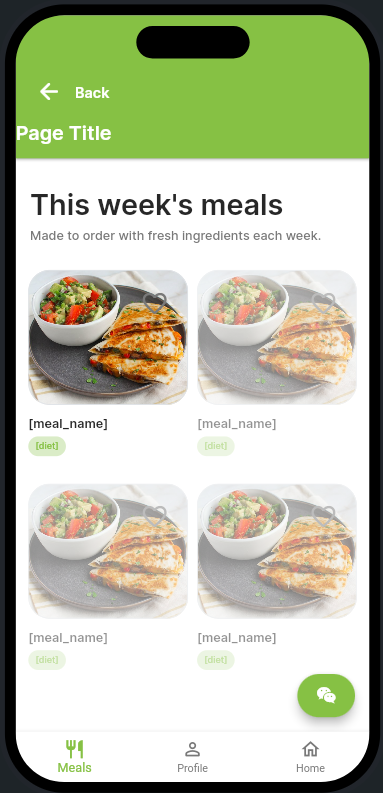 Back
Page Title
This week's meals
Made to order with fresh ingredients each week.
[meal_name]
[diet]
[meal_name]
[diet]
[meal_name]
[diet]
[meal_name]
[diet]
Meals
Profile
Home